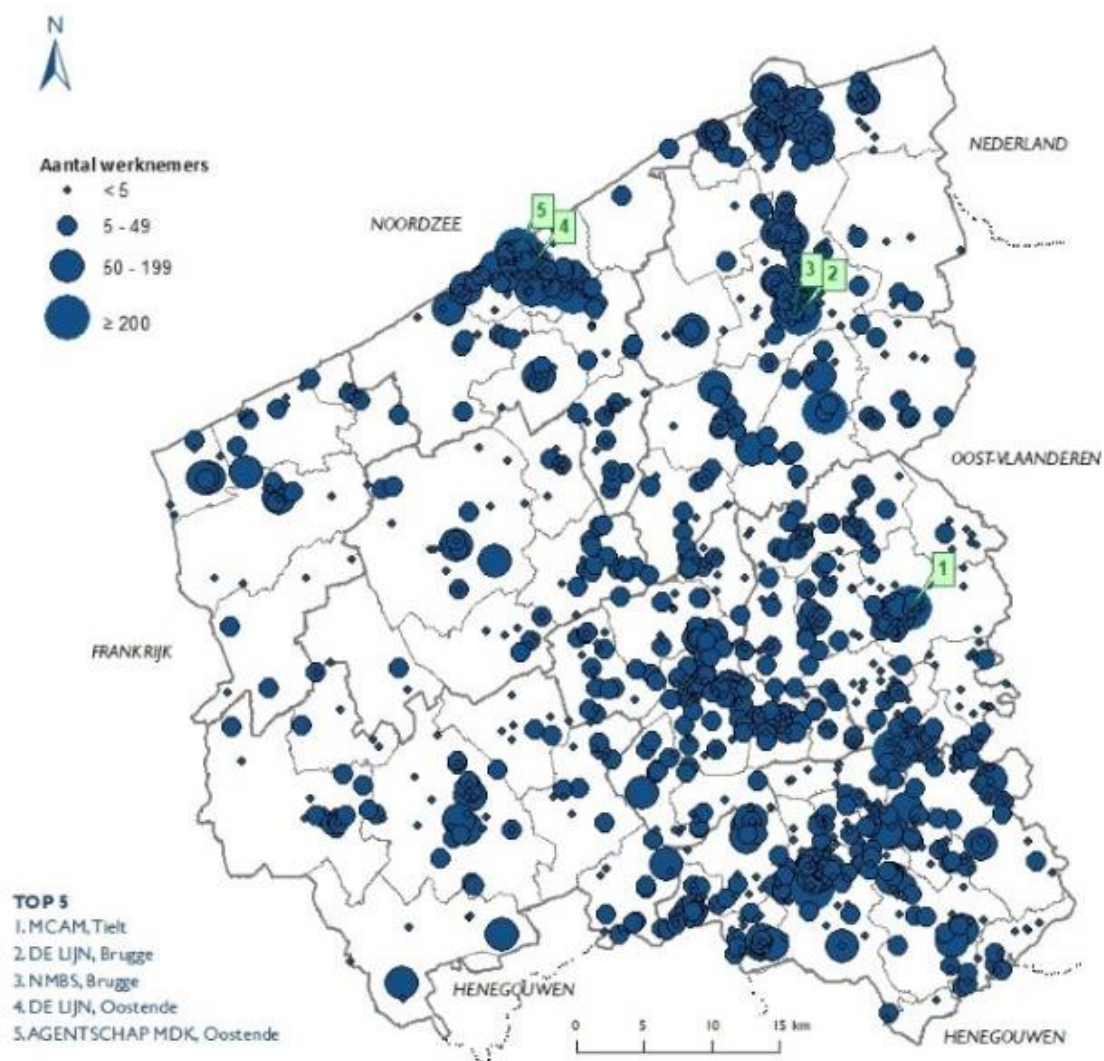 N
NEDERLAND
Aantal werknemers
< 5
5 - 49
50 - 199
≥ 200
NOORDZEE
5
4
3
2
OOST-VLAANDEREN
1
FRANKRIJK
TOP 5
1. MCAM, Tielt
2. DE LIJN, Brugge
3. NMBS, Brugge
4. DE LIJN, Oostende
5. AGENTSCHAP MDK, Oostende
HENEGOUWEN
0 5 10 15 km
HENEGOUWEN